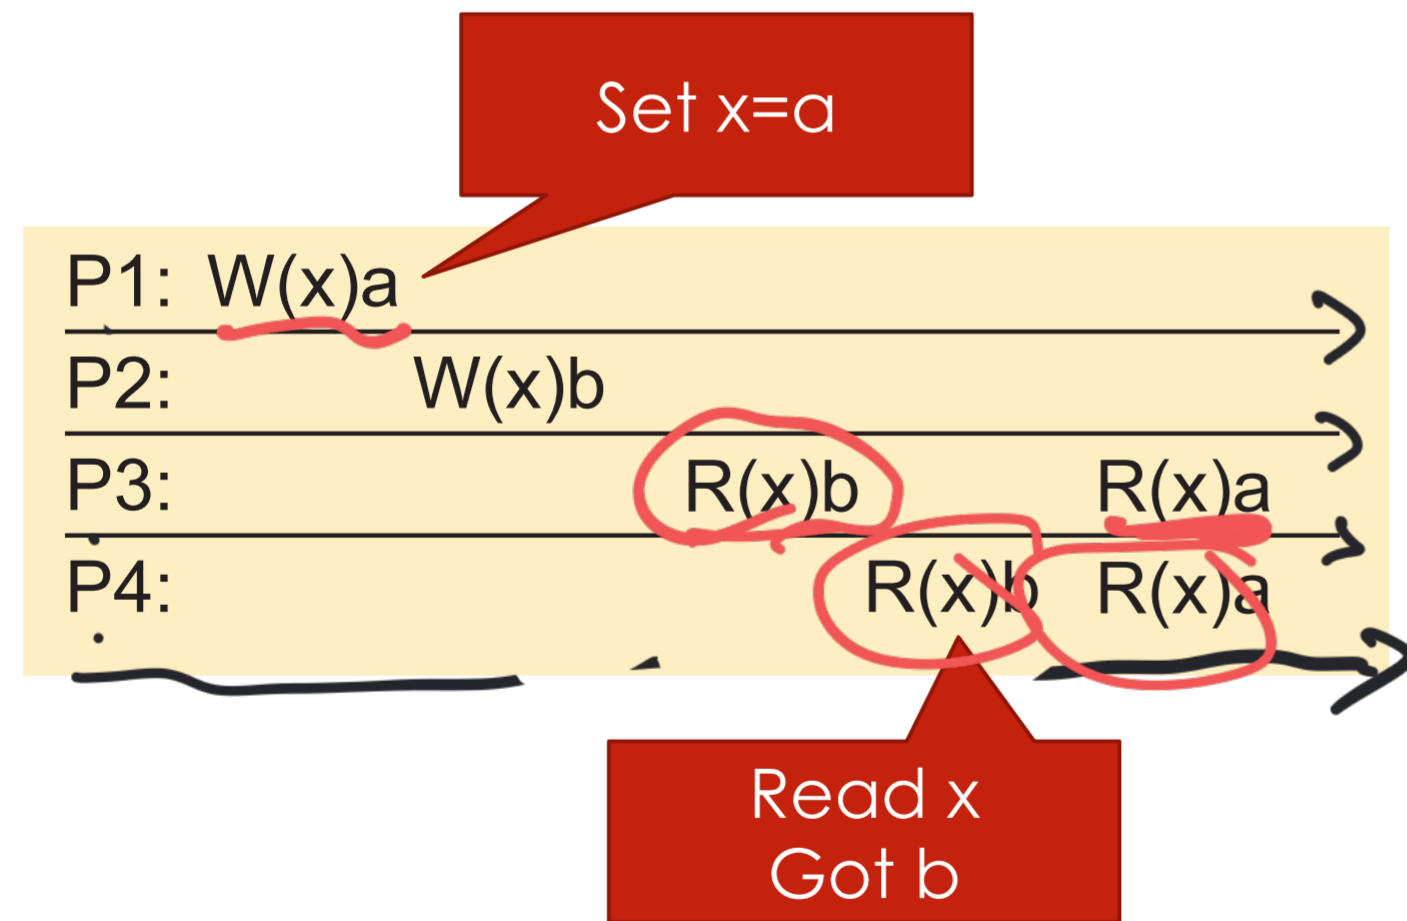 Set x=a
P1: W(x)a
P2: W(x)b
P3: R(x)b R(x)a
P4: R(x)b R(x)a
Read x
Got b